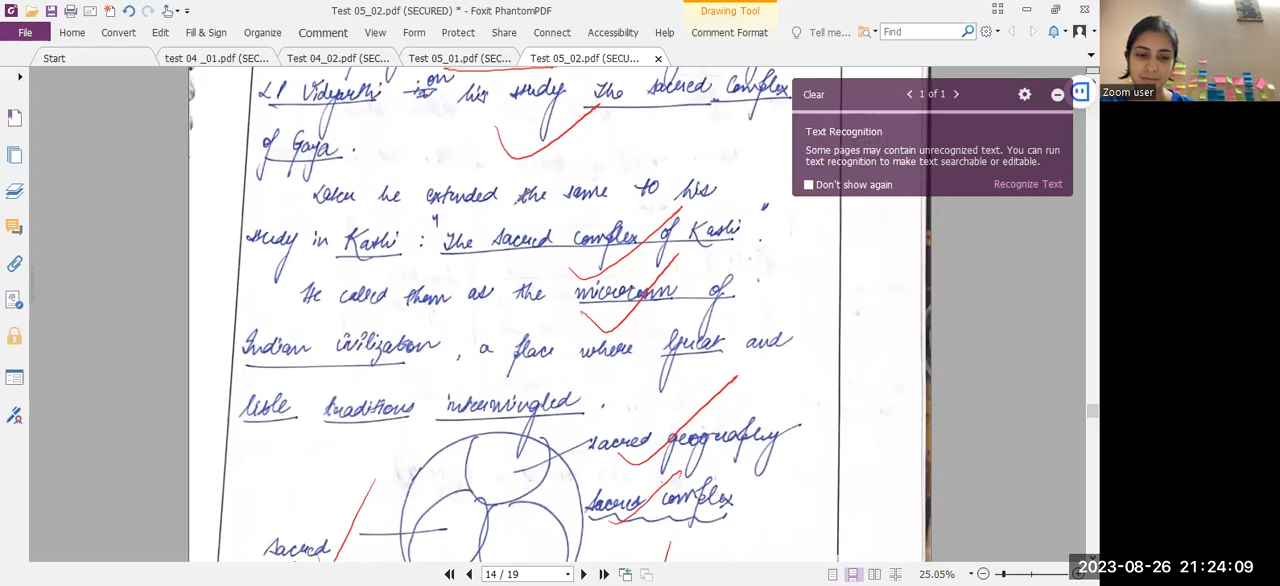 Test 05_02.pdf (SECURED) * - Foxit PhantomPDF
Drawing Tool
File Home Convert Edit Fill & Sign Organize Comment View Form Protect Share Connect Accessibility Help Comment Format Tell me... Find
Start test 04 _01.pdf (SEC... Test 04_02.pdf (SEC... Test 05_01.pdf (SEC... Test 05_02.pdf (SECU...
LP Vidyarthi on his study The Sacred Complex
of Gaya.
Later he extended the same to his
study in Kashi : "The sacred complex of Kashi".
He called them as the microcosm of
Indian civilization, a place where Great and
little traditions intermingled.
sacred geography
sacred complex
sacred
Clear 1 of 1
Text Recognition
Some pages may contain unrecognized text. You can run
text recognition to make text searchable or editable.
Don't show again Recognize Text
Zoom user
14 / 19
25.05%
2023-08-26 21:24:09